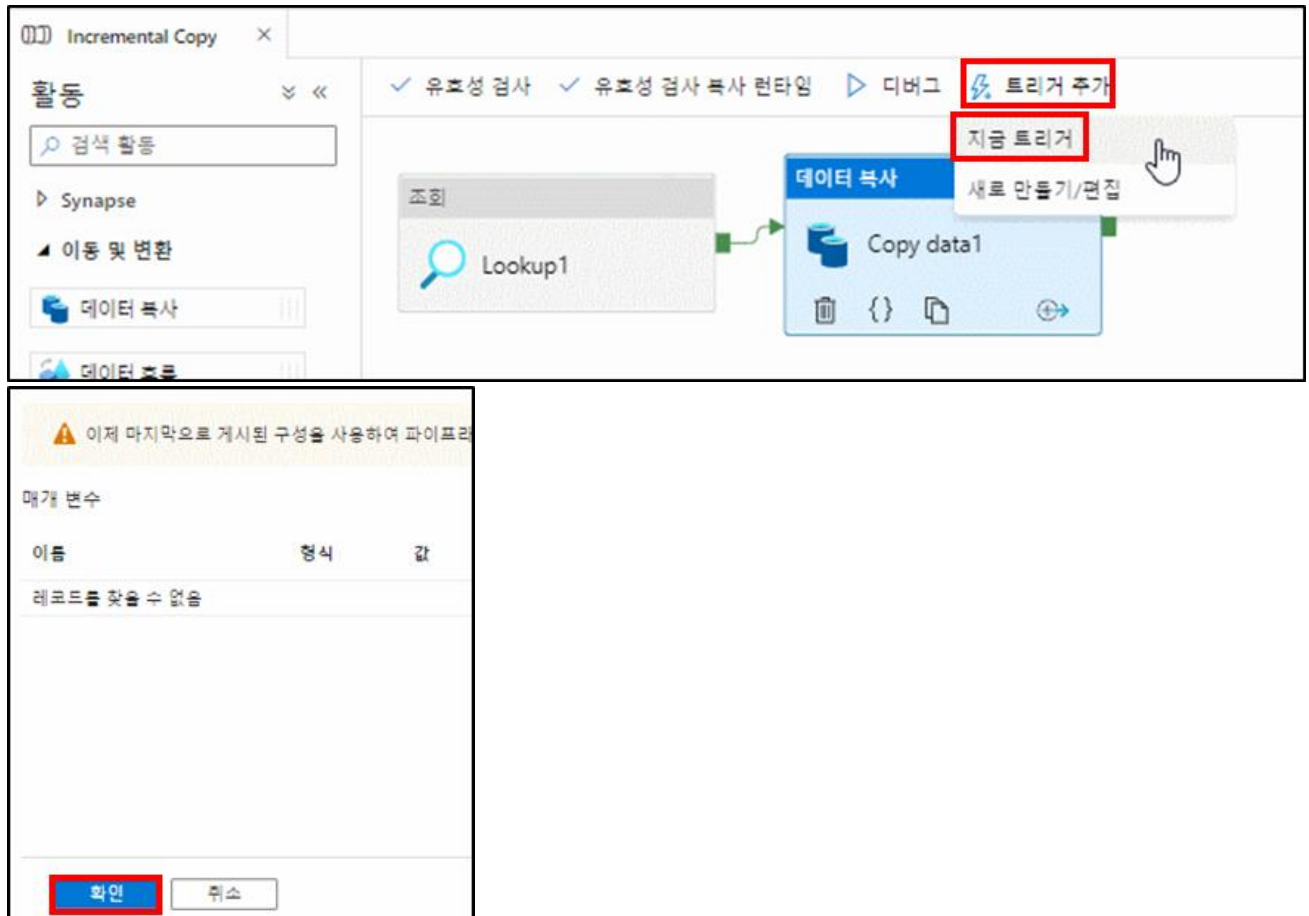 Incremental Copy
활동
유효성 검사 유효성 검사 복사 런타임 디버그 트리거 추가
검색 활동
지금 트리거
새로 만들기/편집
Synapse
이동 및 변환
데이터 복사
데이터 흐름
조회
Lookup1
데이터 복사
Copy data1
이제 마지막으로 게시된 구성을 사용하여 파이프라
매개 변수
이름 형식 값
레코드를 찾을 수 없음
확인 취소